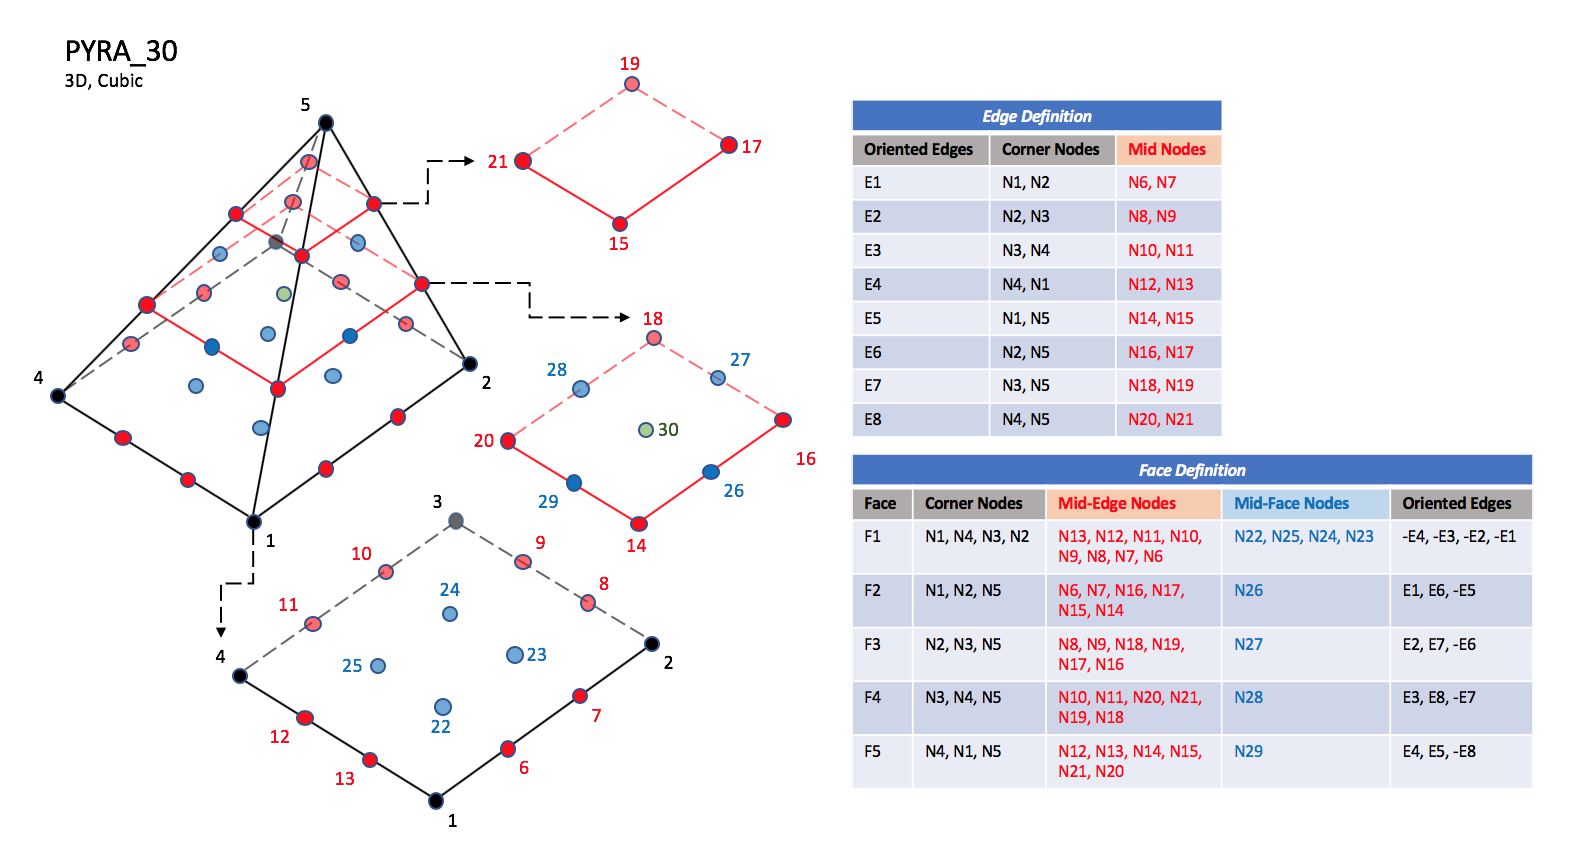 PYRA_30
3D, Cubic
5
4
2
1
19
21
17
15
18
27
28
20
30
16
29
26
14
3
10
9
11
24
8
4
25
23
2
22
7
12
13
6
1
Edge Definition
Oriented Edges Corner Nodes Mid Nodes
E1 N1, N2 N6, N7
E2 N2, N3 N8, N9
E3 N3, N4 N10, N11
E4 N4, N1 N12, N13
E5 N1, N5 N14, N15
E6 N2, N5 N16, N17
E7 N3, N5 N18, N19
E8 N4, N5 N20, N21
Face Definition
Face Corner Nodes Mid-Edge Nodes Mid-Face Nodes Oriented Edges
F1 N1, N4, N3, N2 N13, N12, N11, N10, N22, N25, N24, N23 -E4, -E3, -E2, -E1
N9, N8, N7, N6
F2 N1, N2, N5 N6, N7, N16, N17, N26 E1, E6, -E5
N15, N14
F3 N2, N3, N5 N8, N9, N18, N19, N27 E2, E7, -E6
N17, N16
F4 N3, N4, N5 N10, N11, N20, N21, N28 E3, E8, -E7
N19, N18
F5 N4, N1, N5 N12, N13, N14, N15, N29 E4, E5, -E8
N21, N20